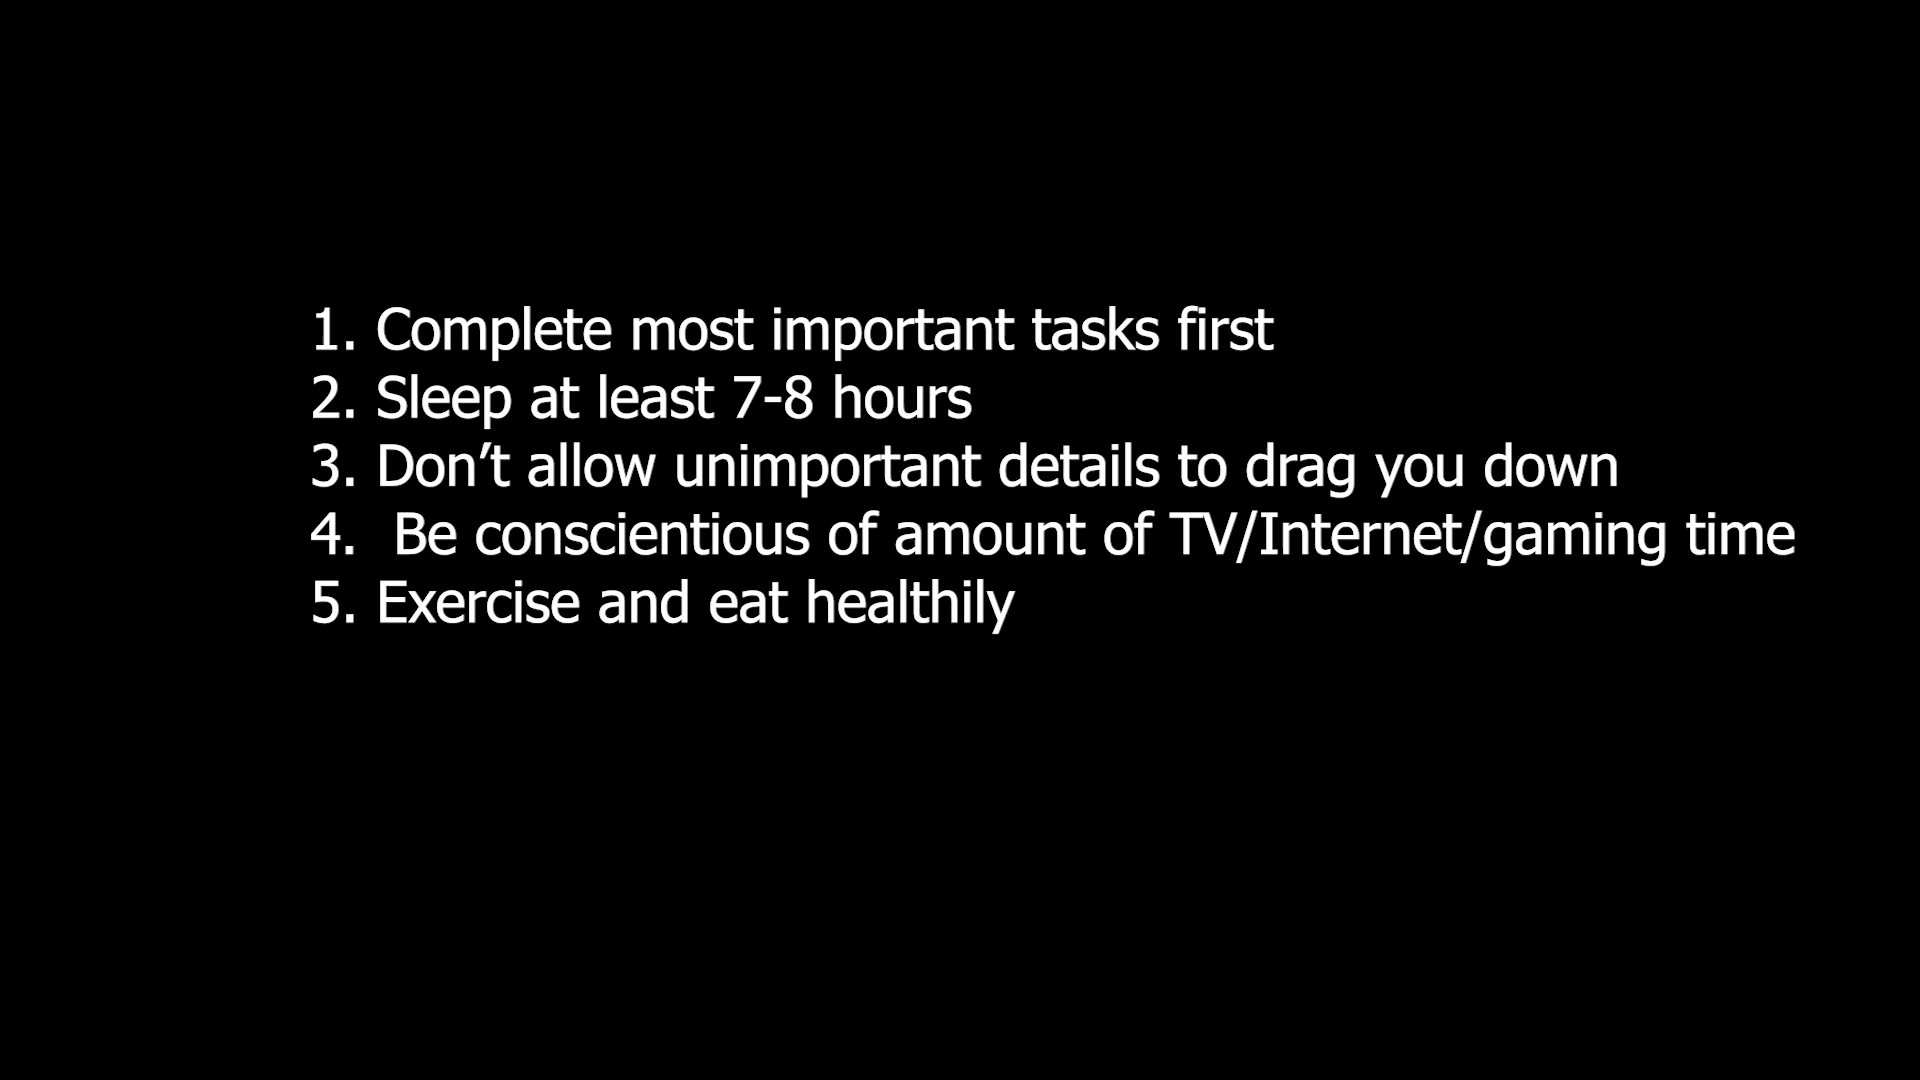 1. Complete most important tasks first
2. Sleep at least 7-8 hours
3. Don’t allow unimportant details to drag you down
4.  Be conscientious of amount of TV/Internet/gaming time
5. Exercise and eat healthily